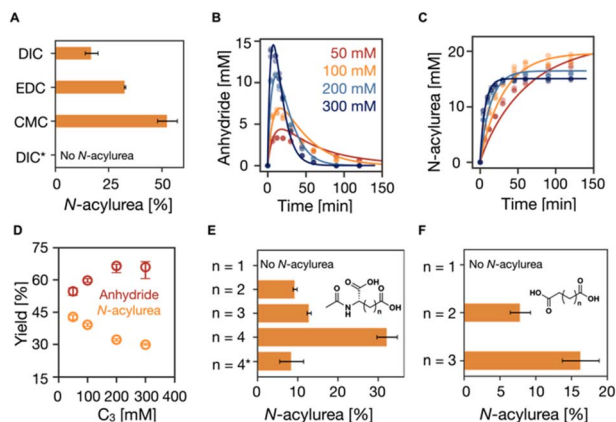 A
DIC
EDC
CMC
DIC*
No N-acylurea
0 25 50
N-acylurea [%]
B
15
10
5
0
Anhydride [mM]
50 mM
100 mM
200 mM
300 mM
0 50 100 150
Time [min]
C
20
10
0
N-acylurea [mM]
0 50 100 150
Time [min]
D
75
60
45
30
15
Yield [%]
Anhydride
N-acylurea
0 100 200 300 400
C3 [mM]
E
n = 1
n = 2
n = 3
n = 4
n = 4*
No N-acylurea
O OH
O N H n OH O
0 10 20 30
N-acylurea [%]
F
n = 1
n = 2
n = 3
No N-acylurea
HO O n OH O
0 5 10 15 20
N-acylurea [%]